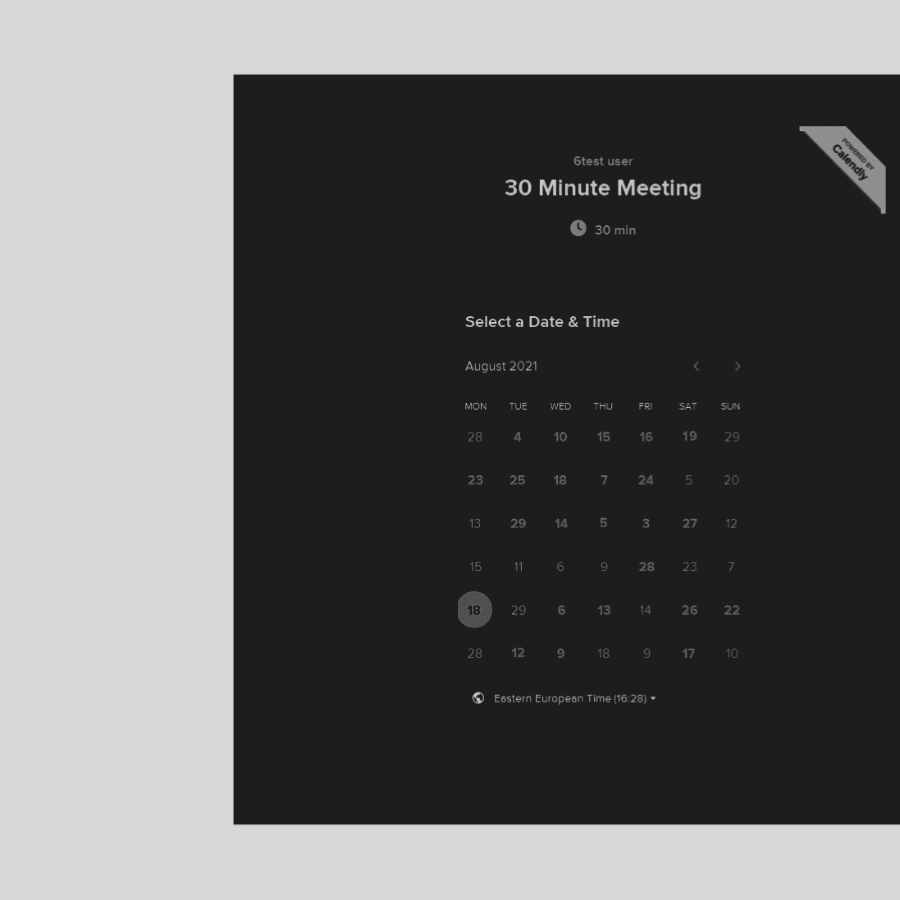 POWERED BY
Calendly
6test user
30 Minute Meeting
30 min
Select a Date & Time
August 2021
MON TUE WED THU FRI SAT SUN
28 4 10 15 16 19 29
23 25 18 7 24 5 20
13 29 14 5 3 27 12
15 11 6 9 28 23 7
18 29 6 13 14 26 22
28 12 9 18 9 17 10
Eastern European Time (16:28)